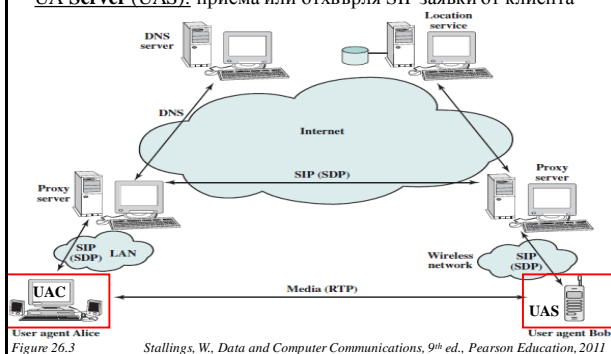 UA Server (UAS): приема или отхвърля SIP заявки от клиента
DNS
server
Location
service
DNS
Internet
SIP (SDP)
Proxy
server
Proxy
server
SIP
(SDP)
LAN
Wireless
network
SIP
(SDP)
UAC
Media (RTP)
UAS
User agent Alice
User agent Bob
Figure 26.3
Stallings, W., Data and Computer Communications, 9th ed., Pearson Education, 2011